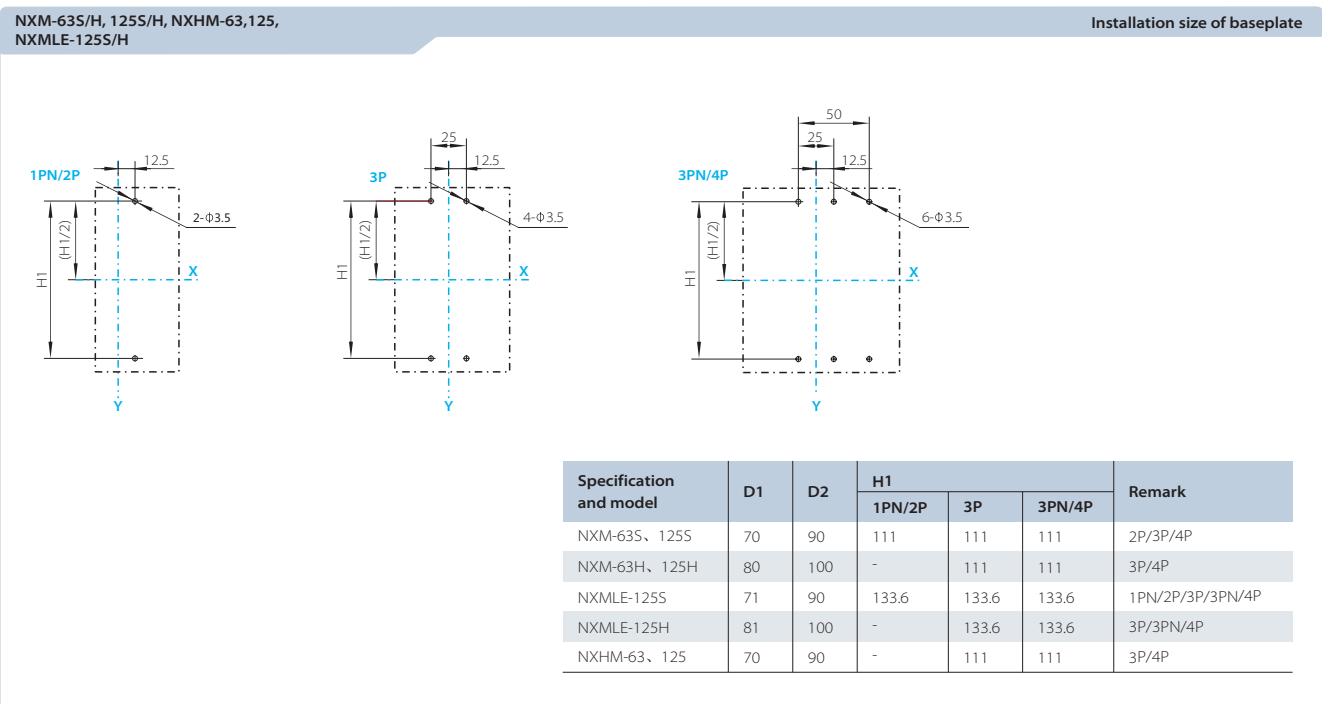 NXM-63S/H, 125S/H, NXHM-63,125,
NXMLE-125S/H
Installation size of baseplate
1PN/2P
12.5
2-Φ3.5
(H1/2)
H1
X
Y
3P
25
12.5
4-Φ3.5
(H1/2)
H1
X
Y
3PN/4P
50
25
12.5
6-Φ3.5
(H1/2)
H1
X
Y
Specification and model D1 D2 H1 Remark
1PN/2P 3P 3PN/4P
NXM-63S、125S 70 90 111 111 111 2P/3P/4P
NXM-63H、125H 80 100 - 111 111 3P/4P
NXMLE-125S 71 90 133.6 133.6 133.6 1PN/2P/3P/3PN/4P
NXMLE-125H 81 100 - 133.6 133.6 3P/3PN/4P
NXHM-63、125 70 90 - 111 111 3P/4P